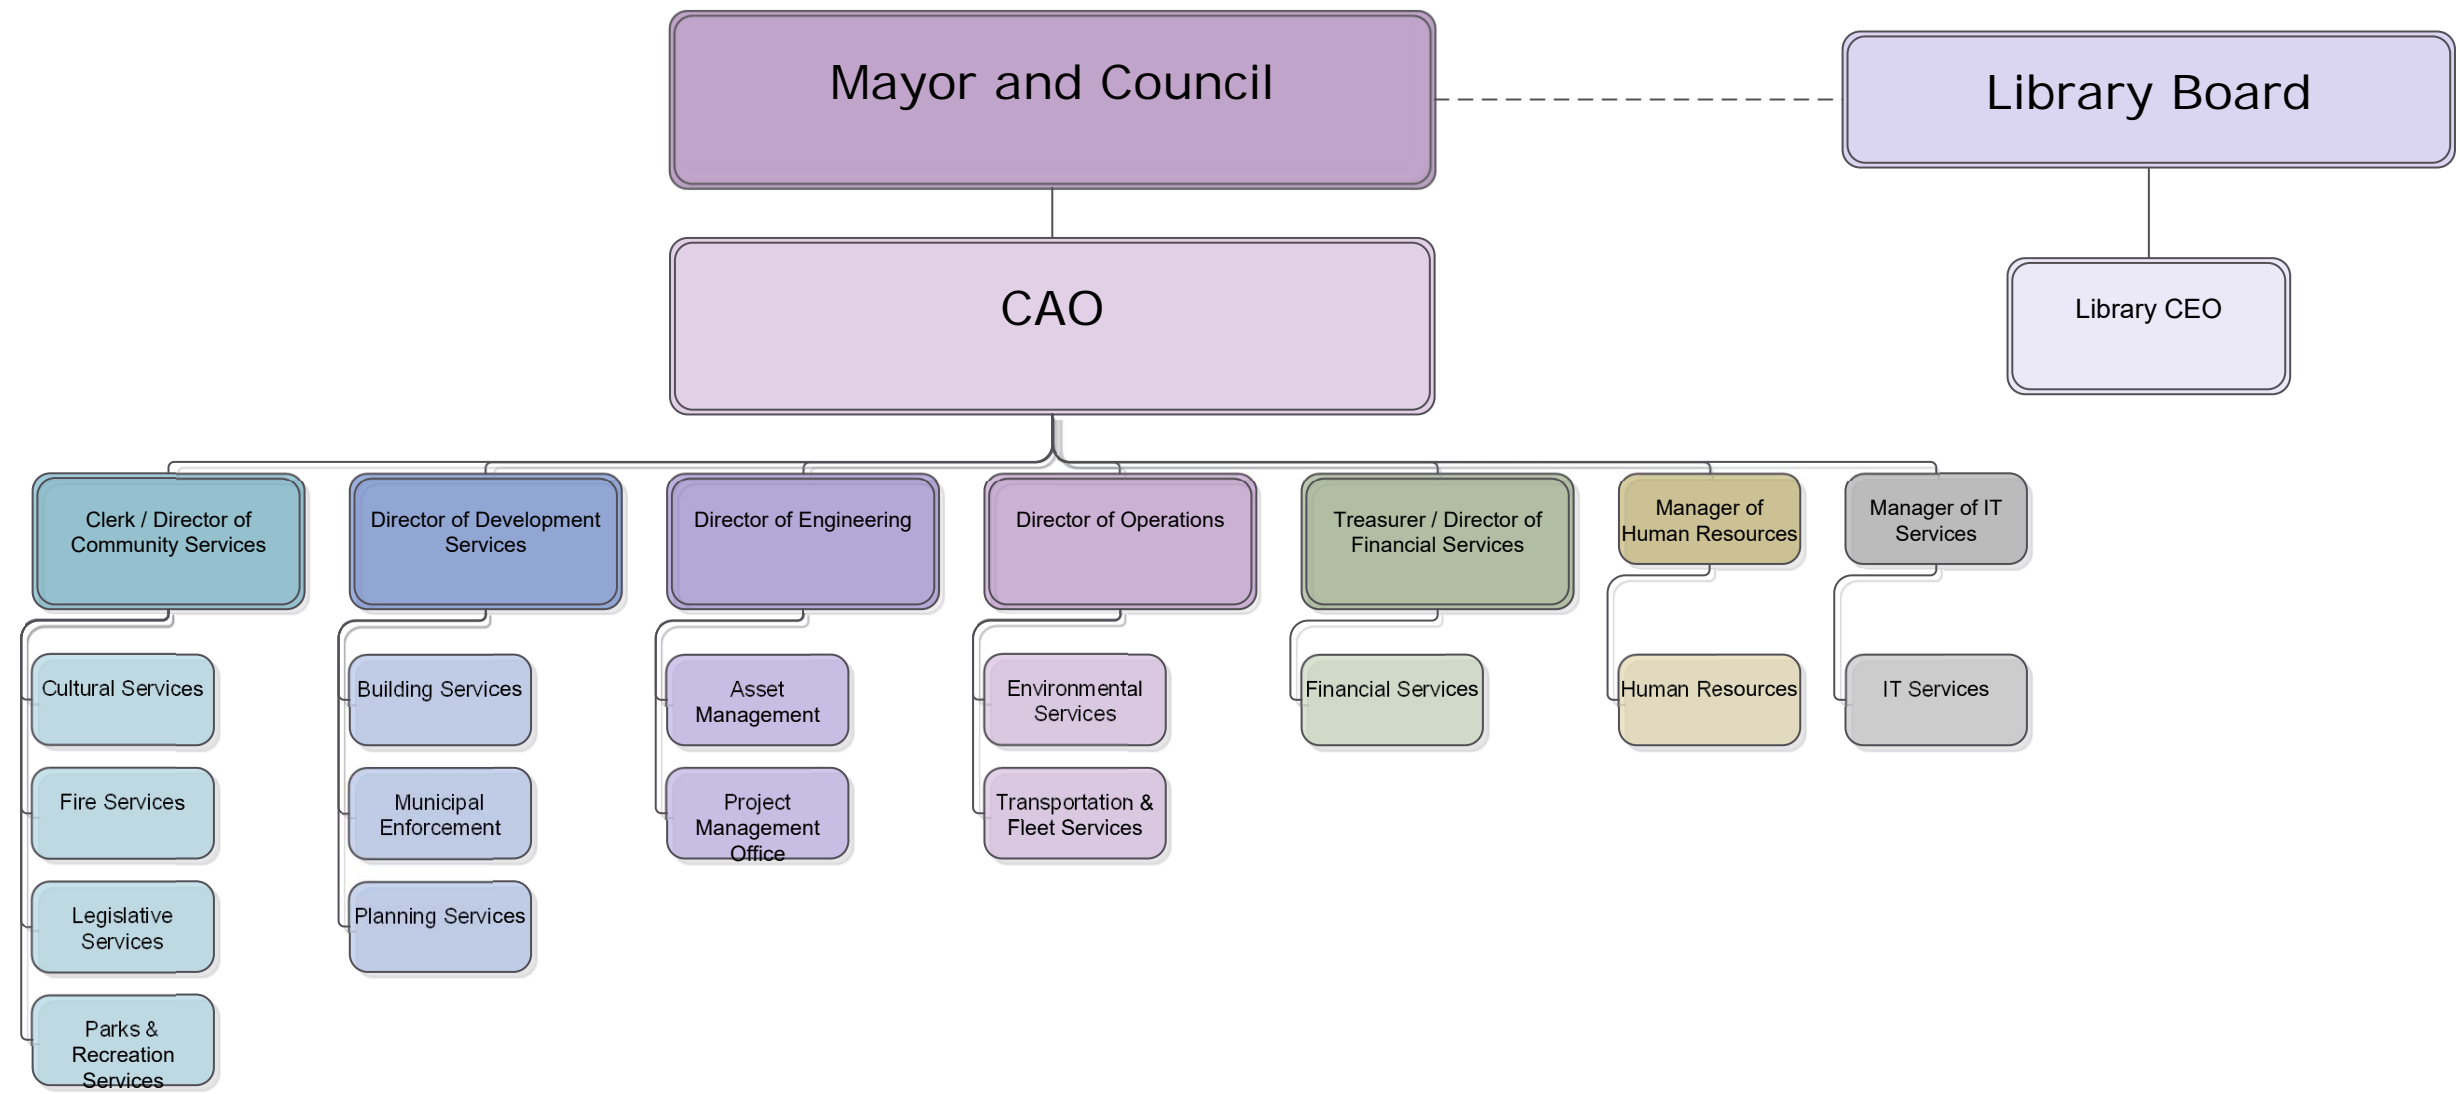 Mayor and Council
Library Board
CAO
Library CEO
Clerk / Director of
Community Services
Director of Development
Services
Director of Engineering
Director of Operations
Treasurer / Director of
Financial Services
Manager of
Human Resources
Manager of IT
Services
Cultural Services
Building Services
Asset
Management
Environmental
Services
Financial Services
Human Resources
IT Services
Fire Services
Municipal
Enforcement
Project
Management
Office
Transportation &
Fleet Services
Legislative
Services
Planning Services
Parks &
Recreation
Services